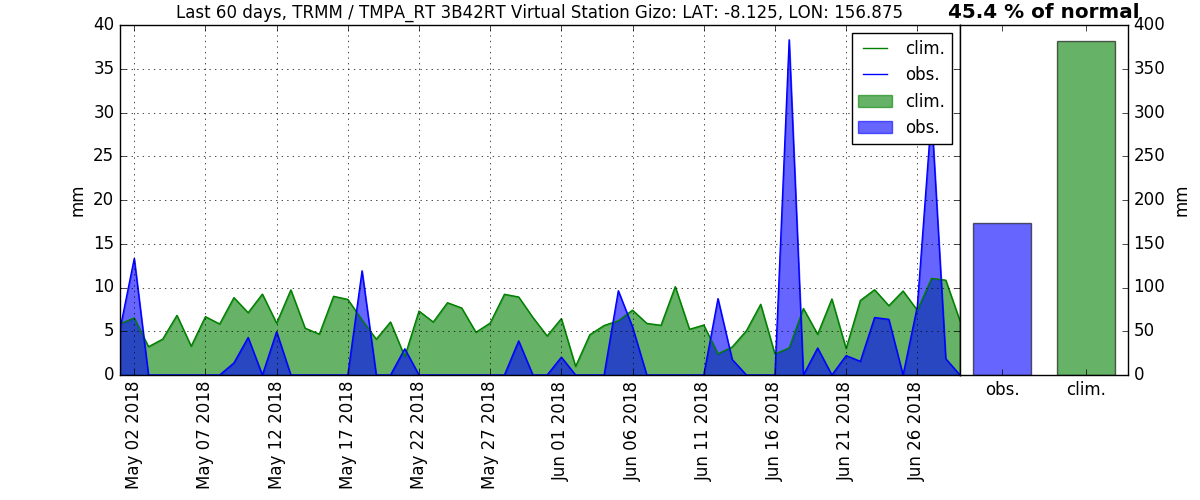 Last 60 days, TRMM / TMPA_RT 3B42RT Virtual Station Gizo: LAT: -8.125, LON: 156.875
45.4 % of normal
40
35
30
25
20
15
10
5
0
mm
clim.
obs.
clim.
obs.
400
350
300
250
200
150
100
50
0
mm
May 02 2018
May 07 2018
May 12 2018
May 17 2018
May 22 2018
May 27 2018
Jun 01 2018
Jun 06 2018
Jun 11 2018
Jun 16 2018
Jun 21 2018
Jun 26 2018
obs.
clim.